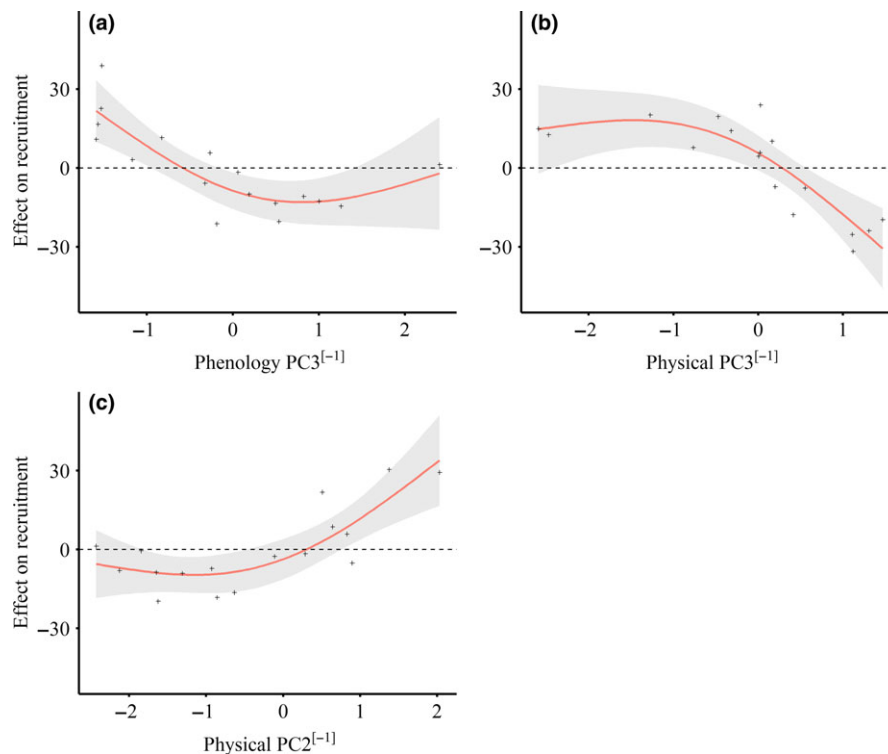 (a)
Effect on recruitment
30
0
−30
−1
0
1
2
Phenology PC3[-1]
(b)
30
0
−30
−2
−1
0
1
Physical PC3[-1]
(c)
Effect on recruitment
30
0
−30
−2
−1
0
1
2
Physical PC2[-1]